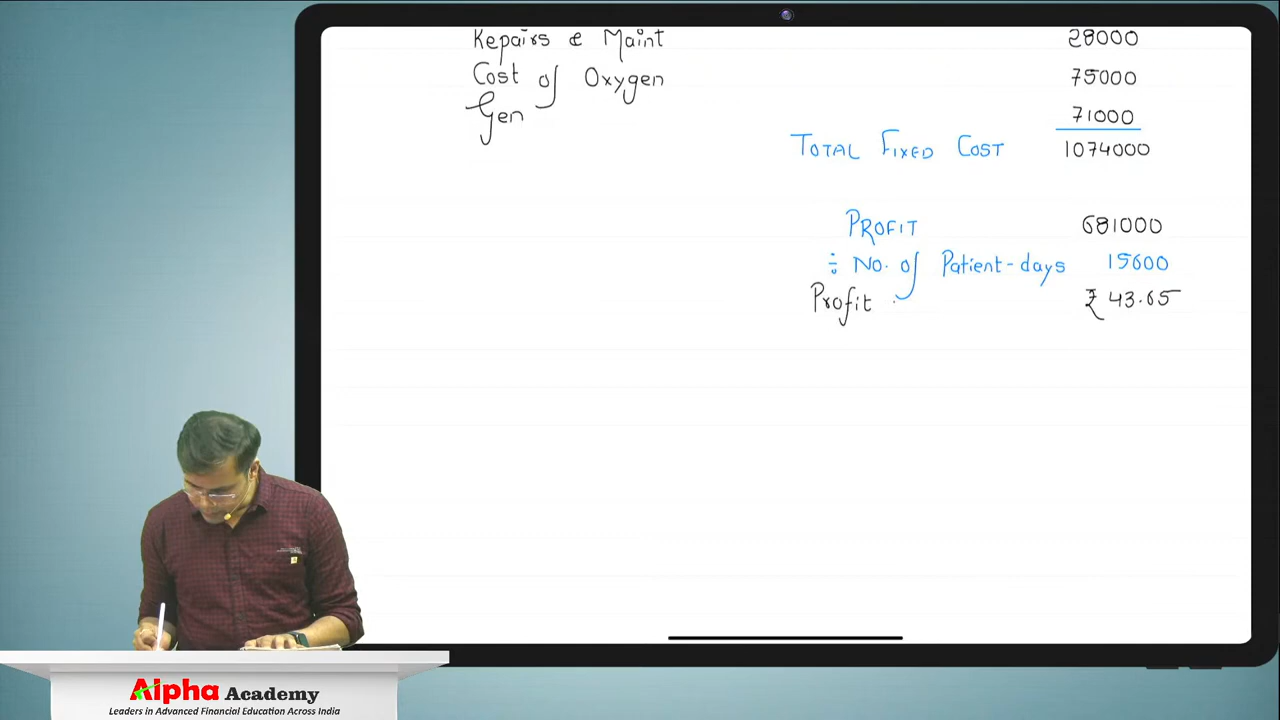 Repairs & Maint 28000
Cost of Oxygen 75000
Gen 71000
TOTAL FIXED COST 1074000
PROFIT 681000
÷ No. of Patient-days 15600
Profit ₹ 43.65
Alpha Academy
Leaders in Advanced Financial Education Across India